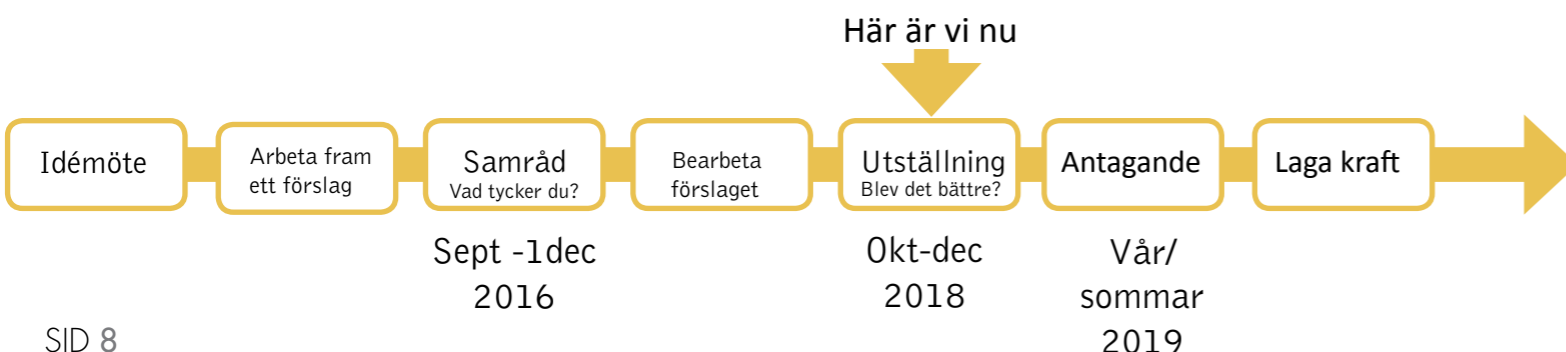 Här är vi nu
Idémöte
Arbeta fram
ett förslag
Samråd
Vad tycker du?
Sept -1dec
2016
Bearbeta
förslaget
Utställning
Blev det bättre?
Okt-dec
2018
Antagande
Vår/
sommar
2019
Laga kraft
SID 8